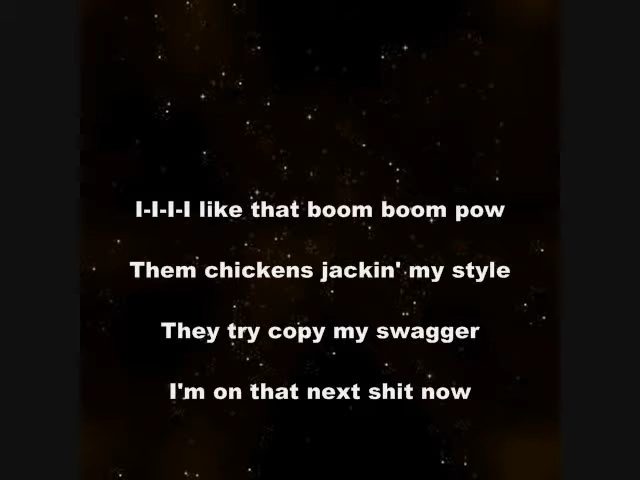 I-I-I-I like that boom boom pow
Them chickens jackin' my style
They try copy my swagger
I'm on that next shit now